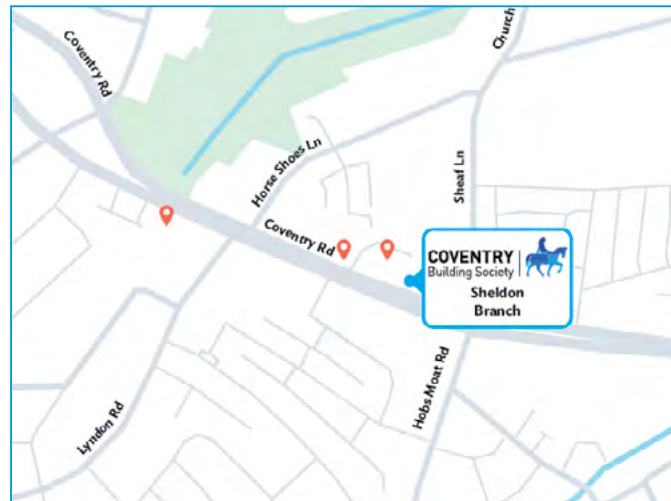 Coventry Rd
Church
Horse Shoes Ln
Sheaf Ln
Coventry Rd
COVENTRY
Building Society
Sheldon
Branch
Hobs Moat Rd
Lyndon Rd